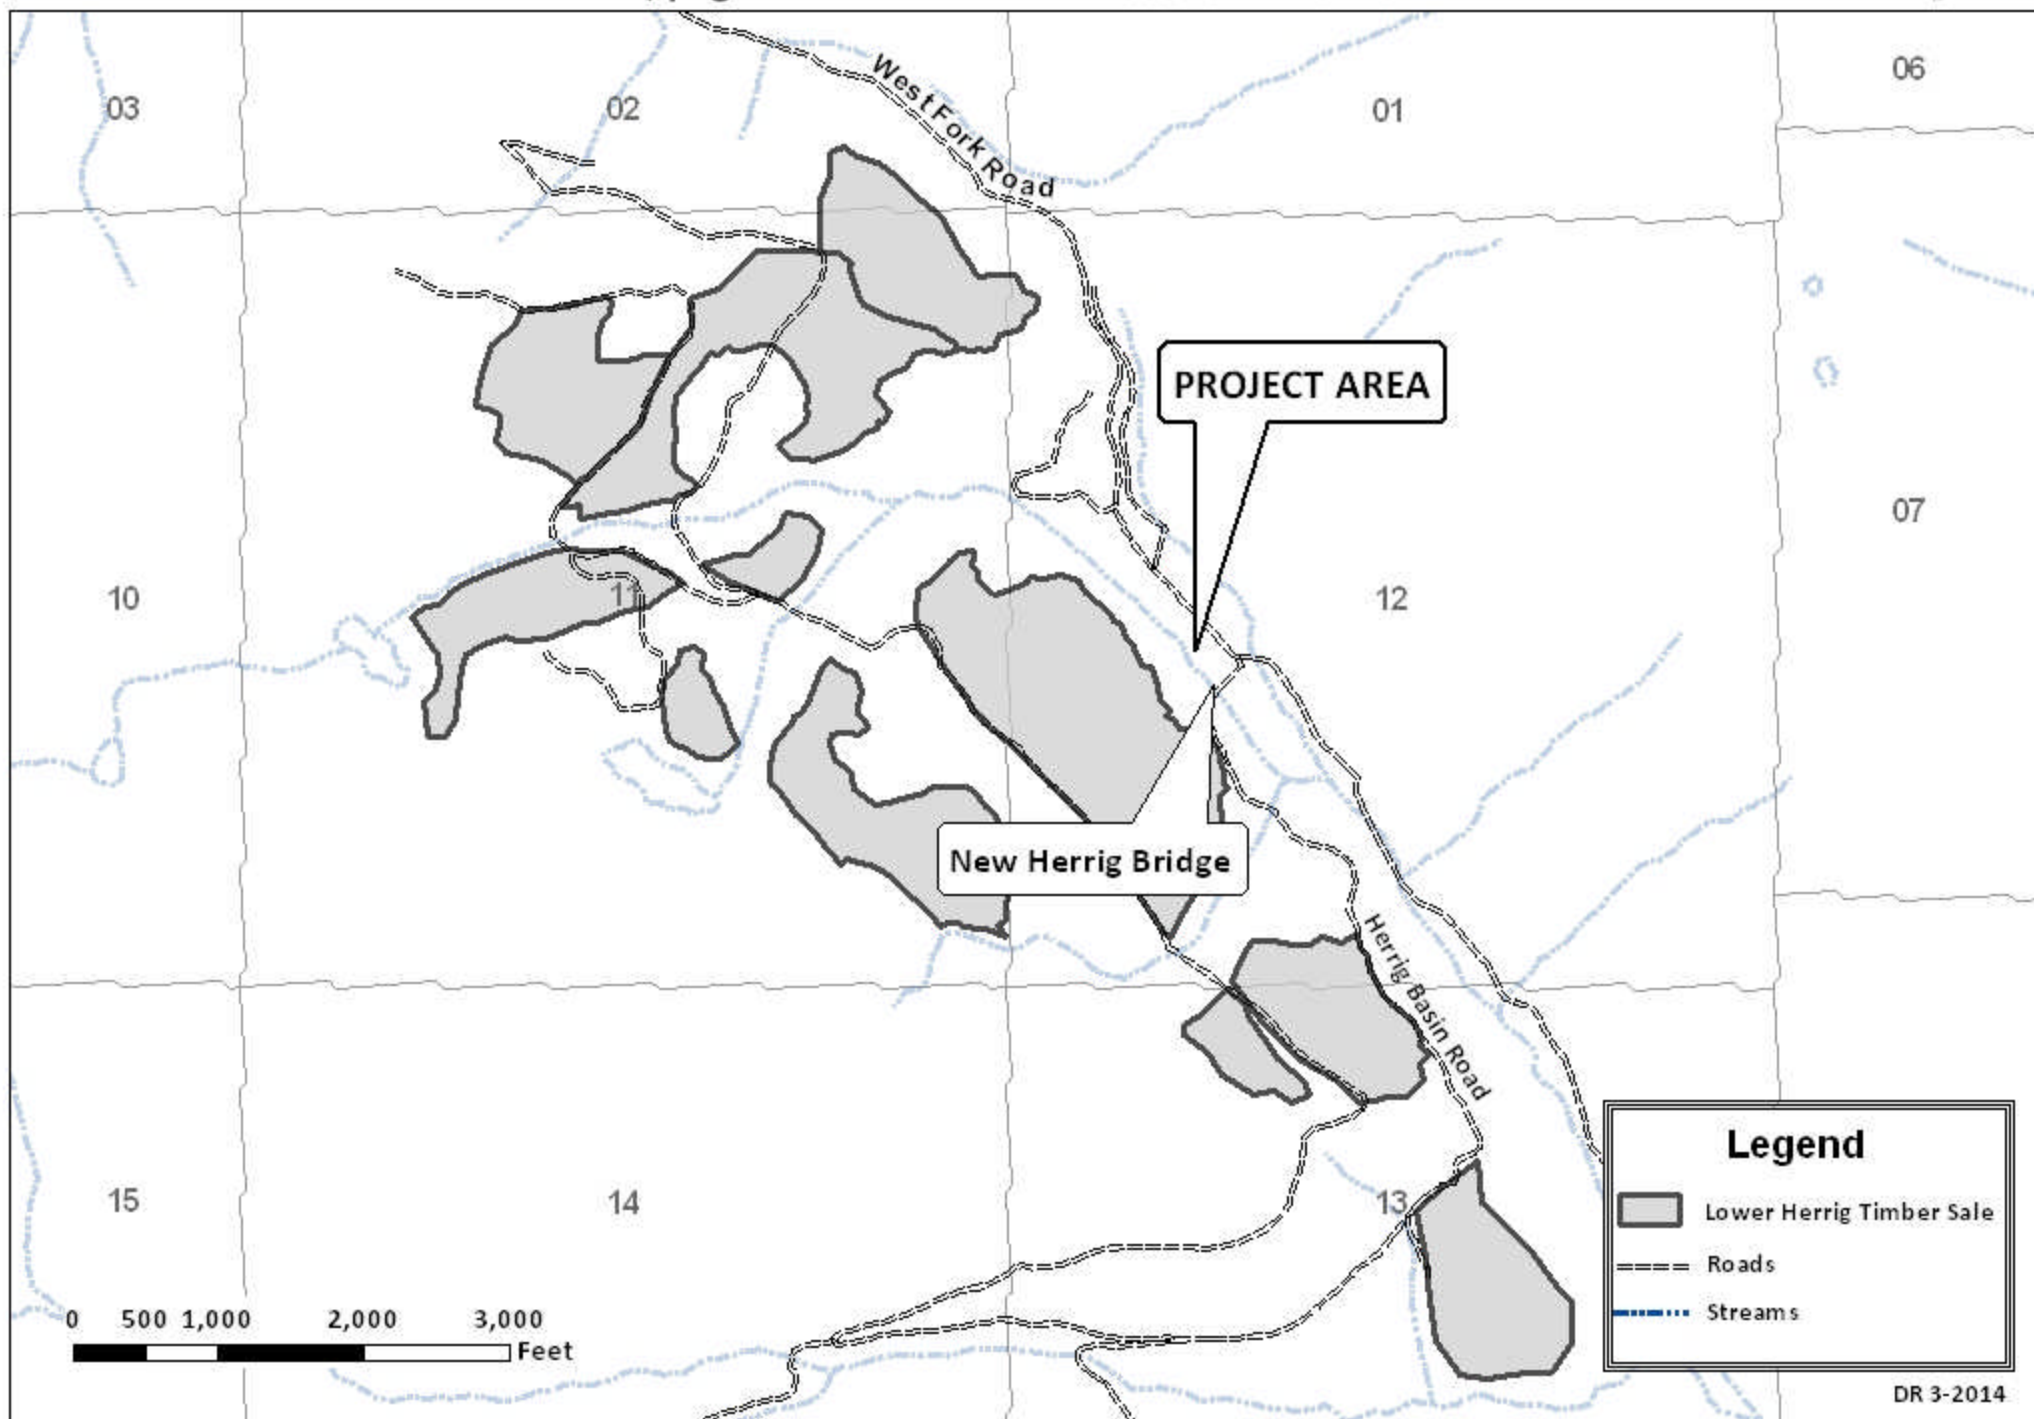 06
03
02
01
West Fork Road
PROJECT AREA
07
10
11
12
New Herrig Bridge
Herrig Basin Road
15
14
13
Legend
Lower Herrig Timber Sale
Roads
Streams
0 500 1,000 2,000 3,000
Feet
DR 3-2014